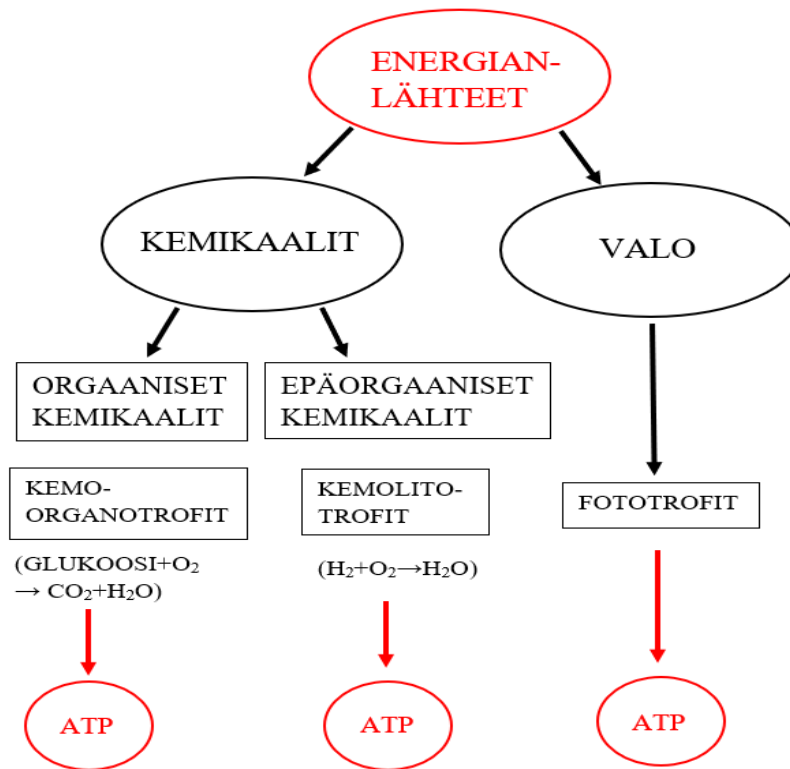 ENERGIAN-
LÄHTEET
KEMIKAALIT
VALO
ORGAANISET
KEMIKAALIT
EPÄORGAANISET
KEMIKAALIT
KEMO-
ORGANOTROFIT
KEMOLITO-
TROFIT
FOTOTROFIT
(GLUKOOSI+O₂
→ CO₂+H₂O)
(H₂+O₂→H₂O)
ATP
ATP
ATP